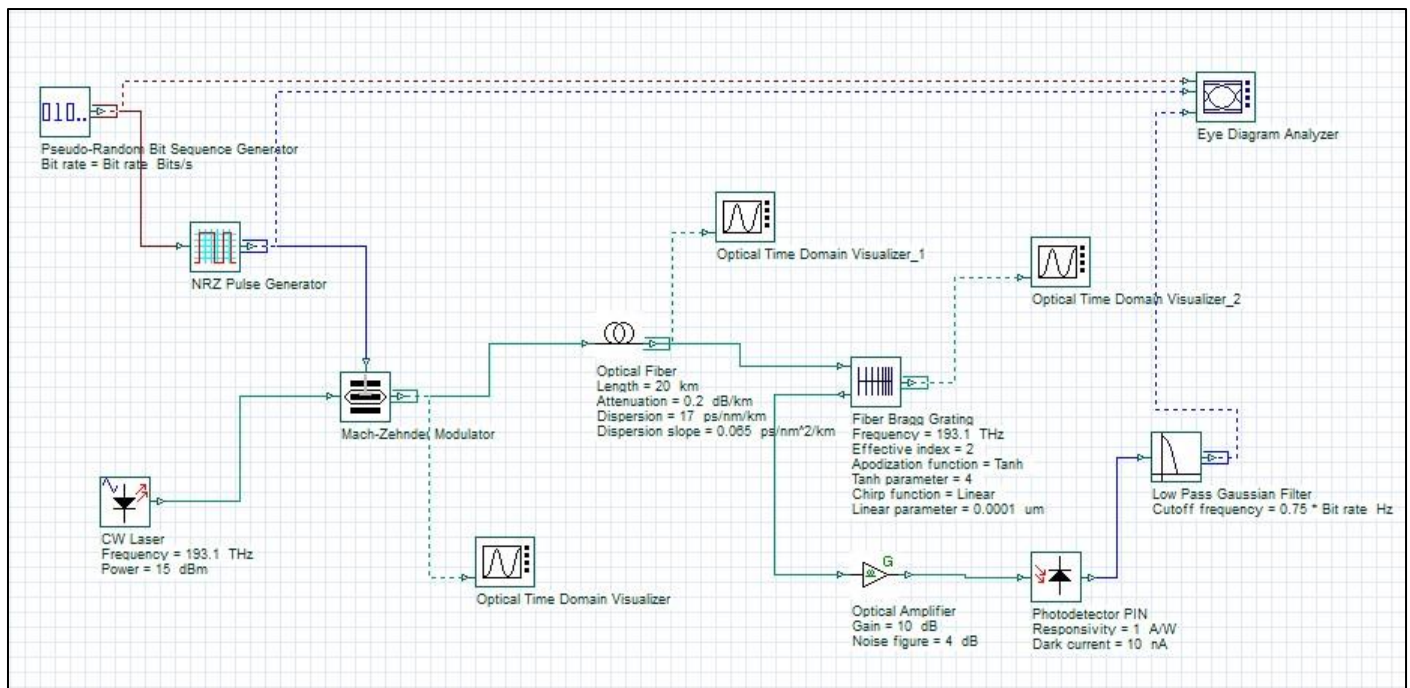 010..
Pseudo-Random Bit Sequence Generator
Bit rate = Bit rate Bits/s
Eye Diagram Analyzer
NRZ Pulse Generator
Optical Time Domain Visualizer_1
Optical Time Domain Visualizer_2
Optical Fiber
Length = 20 km
Attenuation = 0.2 dB/km
Dispersion = 17 ps/nm/km
Dispersion slope = 0.065 ps/nm^2/km
Mach-Zehnder Modulator
Fiber Bragg Grating
Frequency = 193.1 THz
Effective index = 2
Apodization function = Tanh
Tanh parameter = 4
Chirp function = Linear
Linear parameter = 0.0001 um
Low Pass Gaussian Filter
Cutoff frequency = 0.75 * Bit rate Hz
CW Laser
Frequency = 193.1 THz
Power = 15 dBm
Optical Time Domain Visualizer
G
Optical Amplifier
Gain = 10 dB
Noise figure = 4 dB
Photodetector PIN
Responsivity = 1 A/W
Dark current = 10 nA